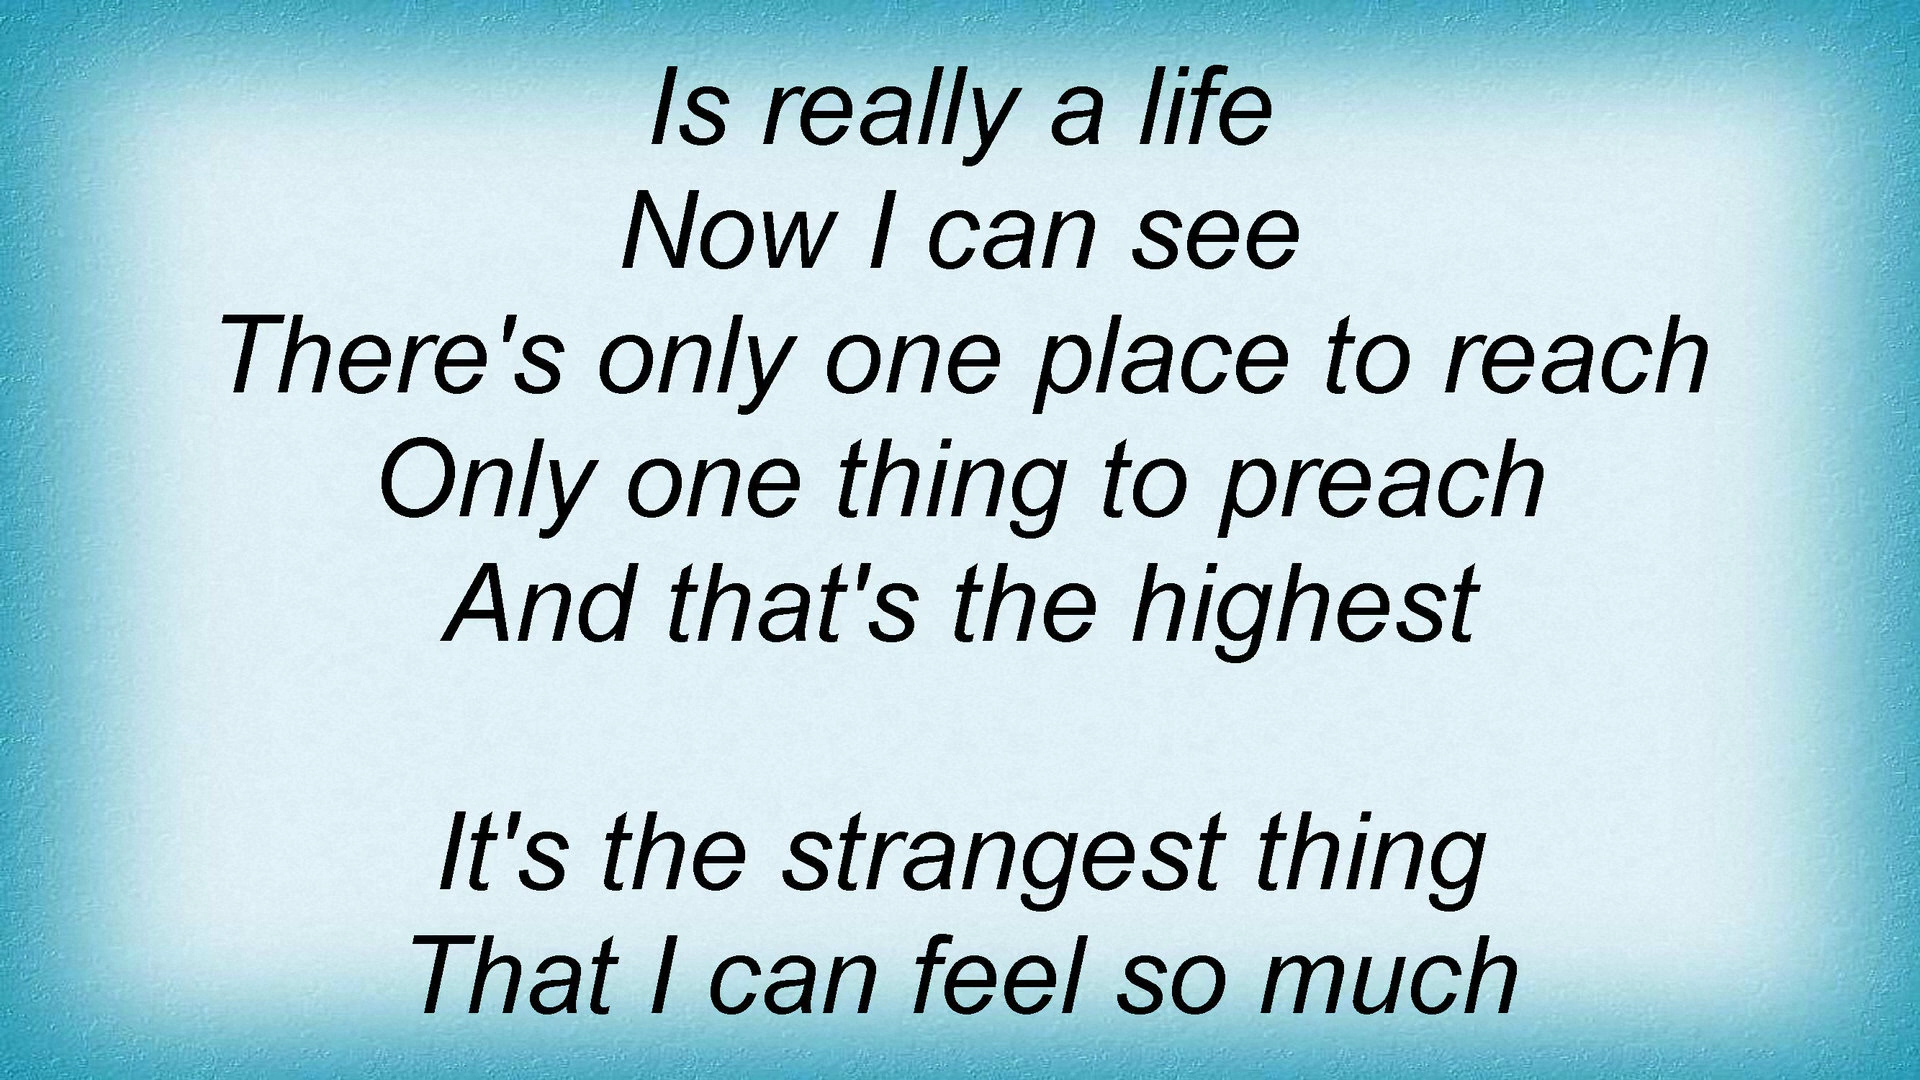 Is really a life
Now I can see
There's only one place to reach
Only one thing to preach
And that's the highest
It's the strangest thing
That I can feel so much